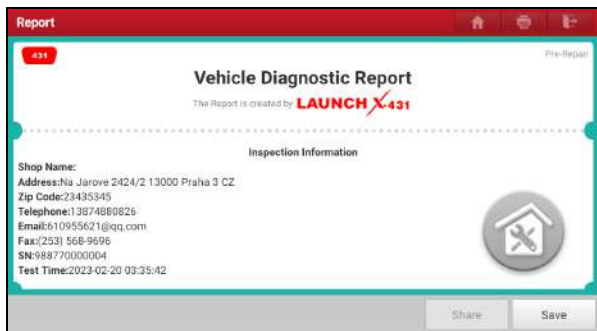 Report
431
Pre-Repair
Vehicle Diagnostic Report
The Report is created by LAUNCH X-431
Inspection Information
Shop Name:
Address:Na Jarove 2424/2 13000 Praha 3 CZ
Zip Code:23435345
Telephone:13874880826
Email:610955621@qq.com
Fax:(253) 568-9696
SN:988770000004
Test Time:2023-02-20 03:35:42
Share
Save